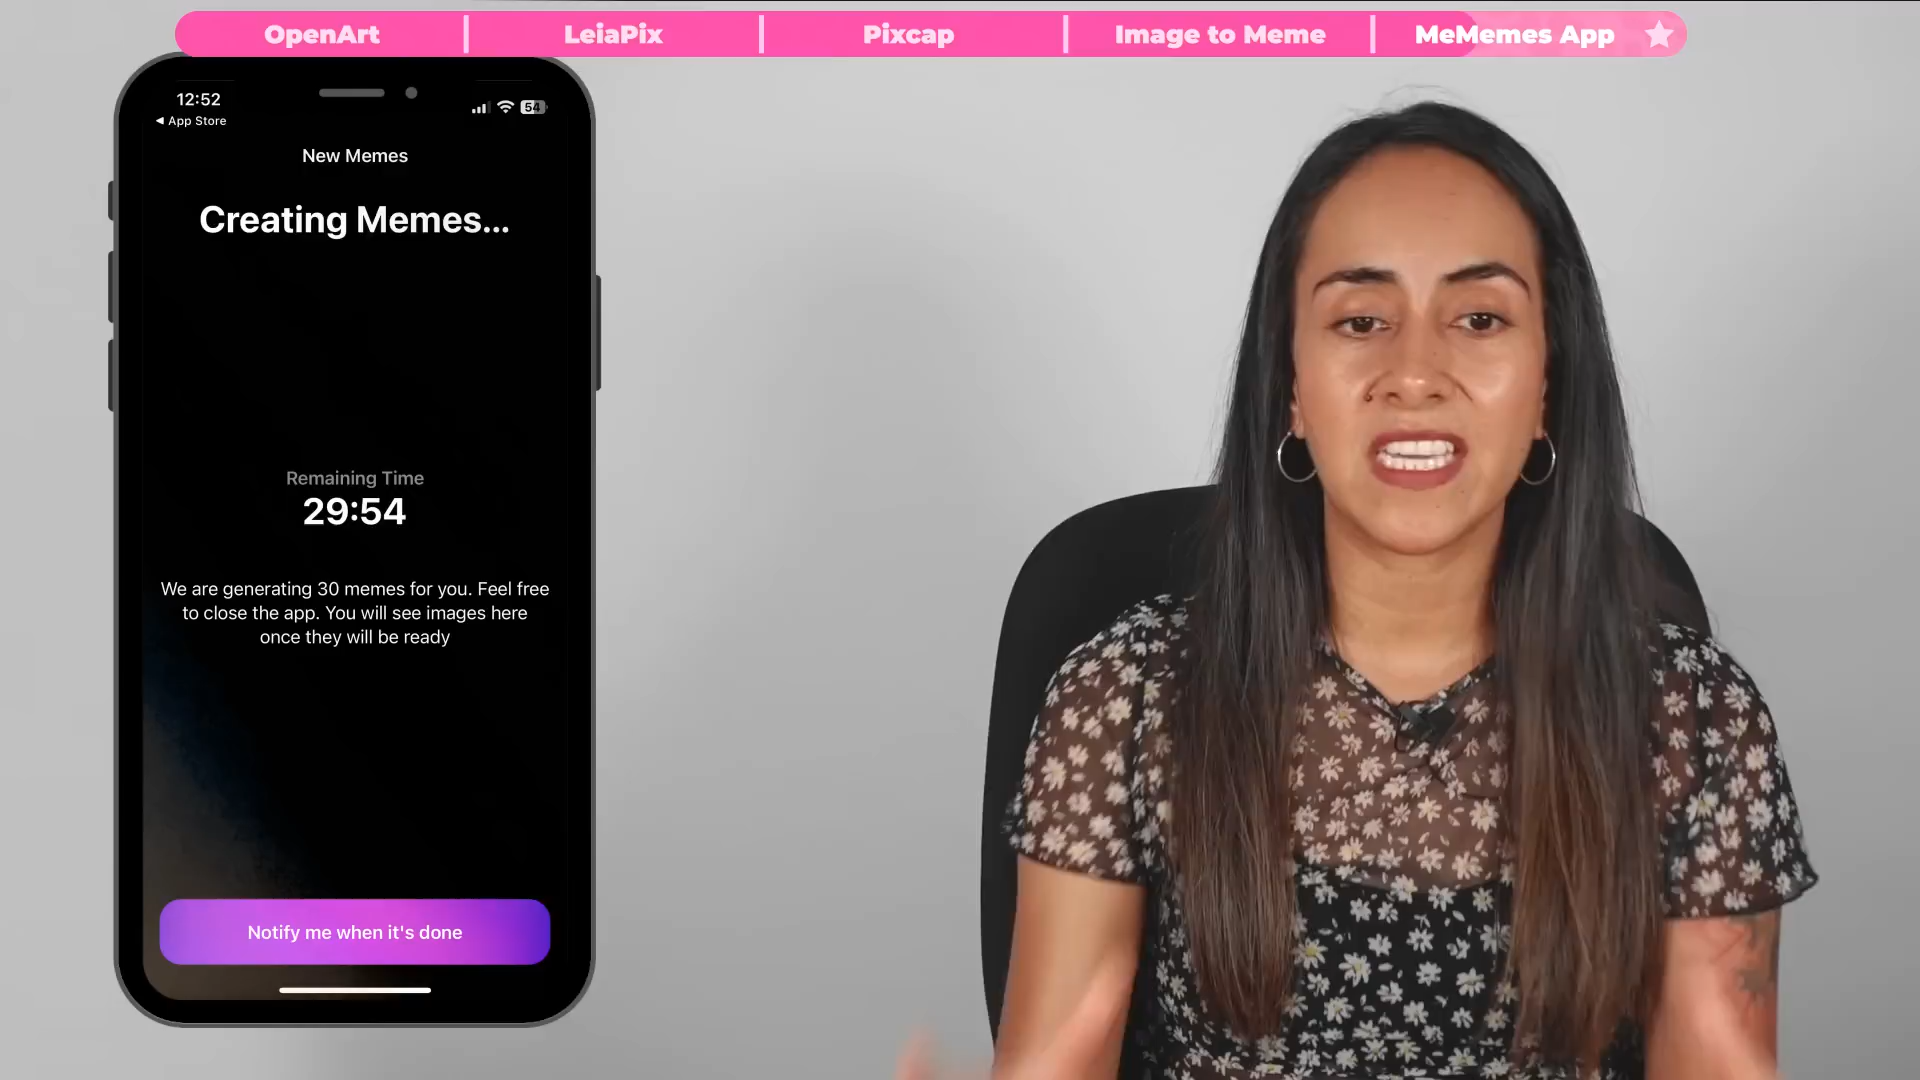 OpenArt
LeiaPix
Pixcap
Image to Meme
MeMemes App
12:52
54
App Store
New Memes
Creating Memes...
Remaining Time
29:54
We are generating 30 memes for you. Feel free
to close the app. You will see images here
once they will be ready
Notify me when it's done